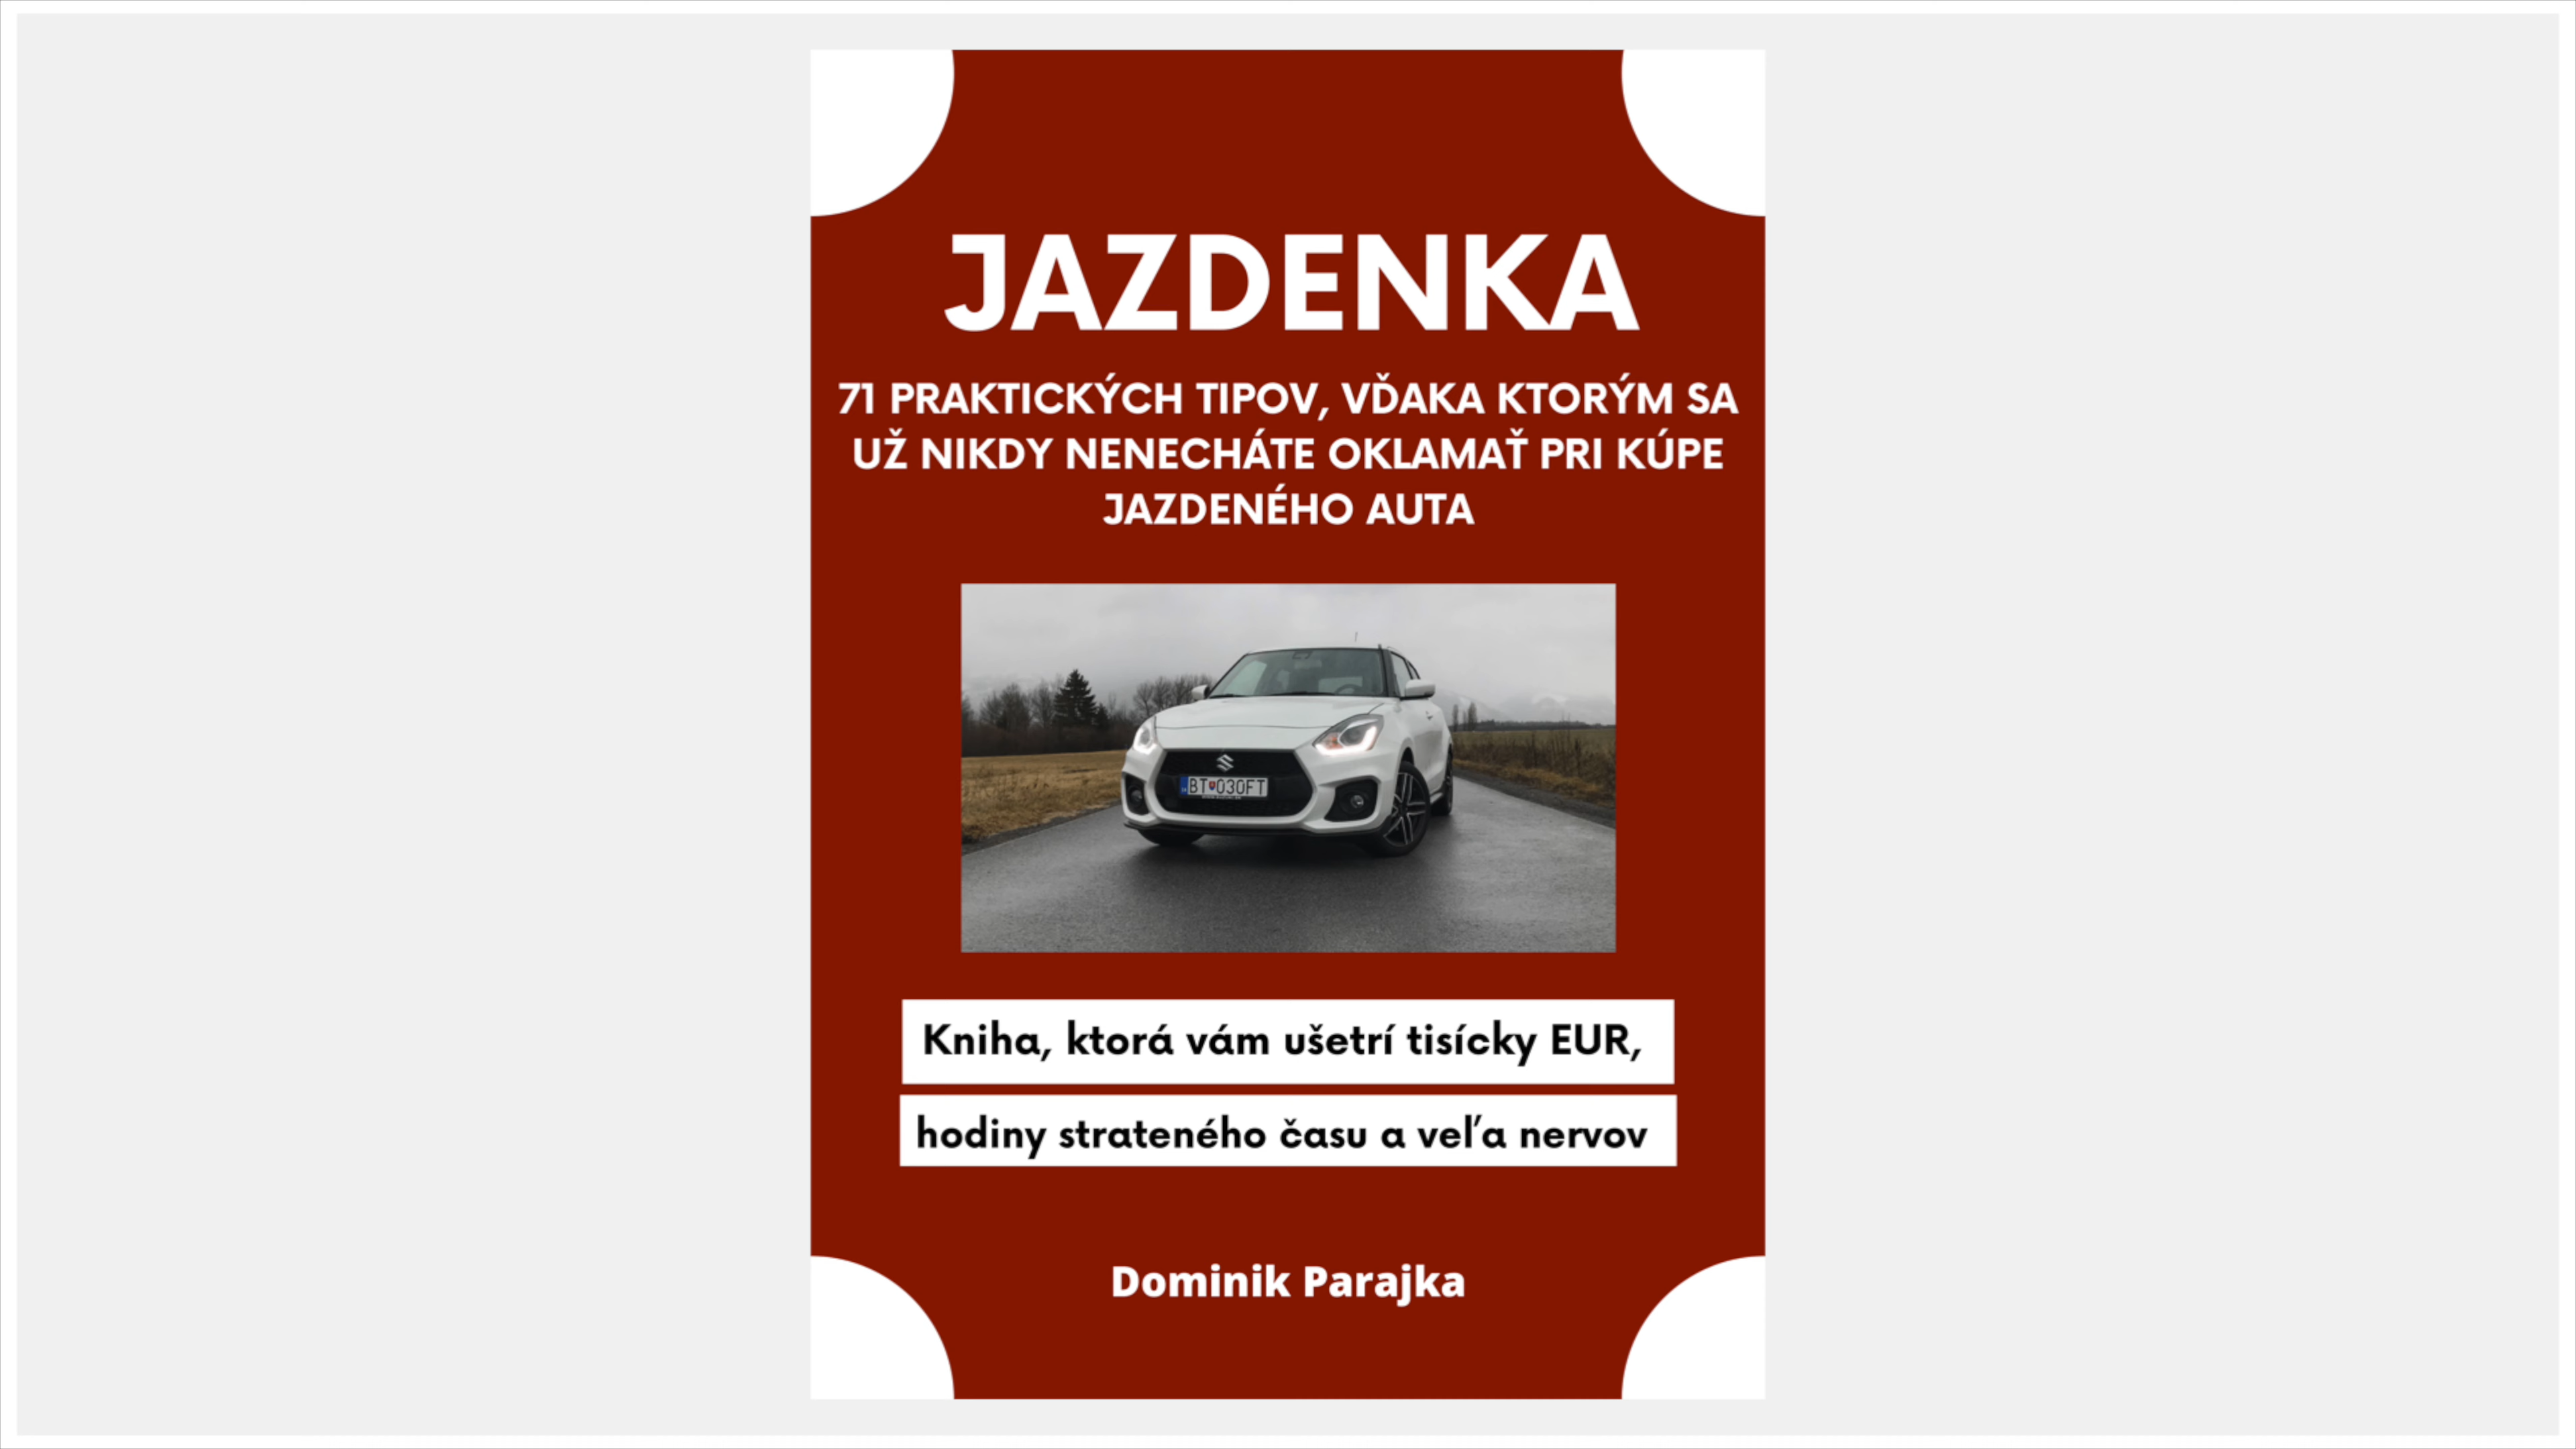 JAZDENKA
71 PRAKTICKÝCH TIPOV, VĎAKA KTORÝM SA
UŽ NIKDY NENECHÁTE OKLAMAŤ PRI KÚPE
JAZDENÉHO AUTA
BT 030FT
Kniha, ktorá vám ušetrí tisícky EUR,
hodiny strateného času a veľa nervov
Dominik Parajka